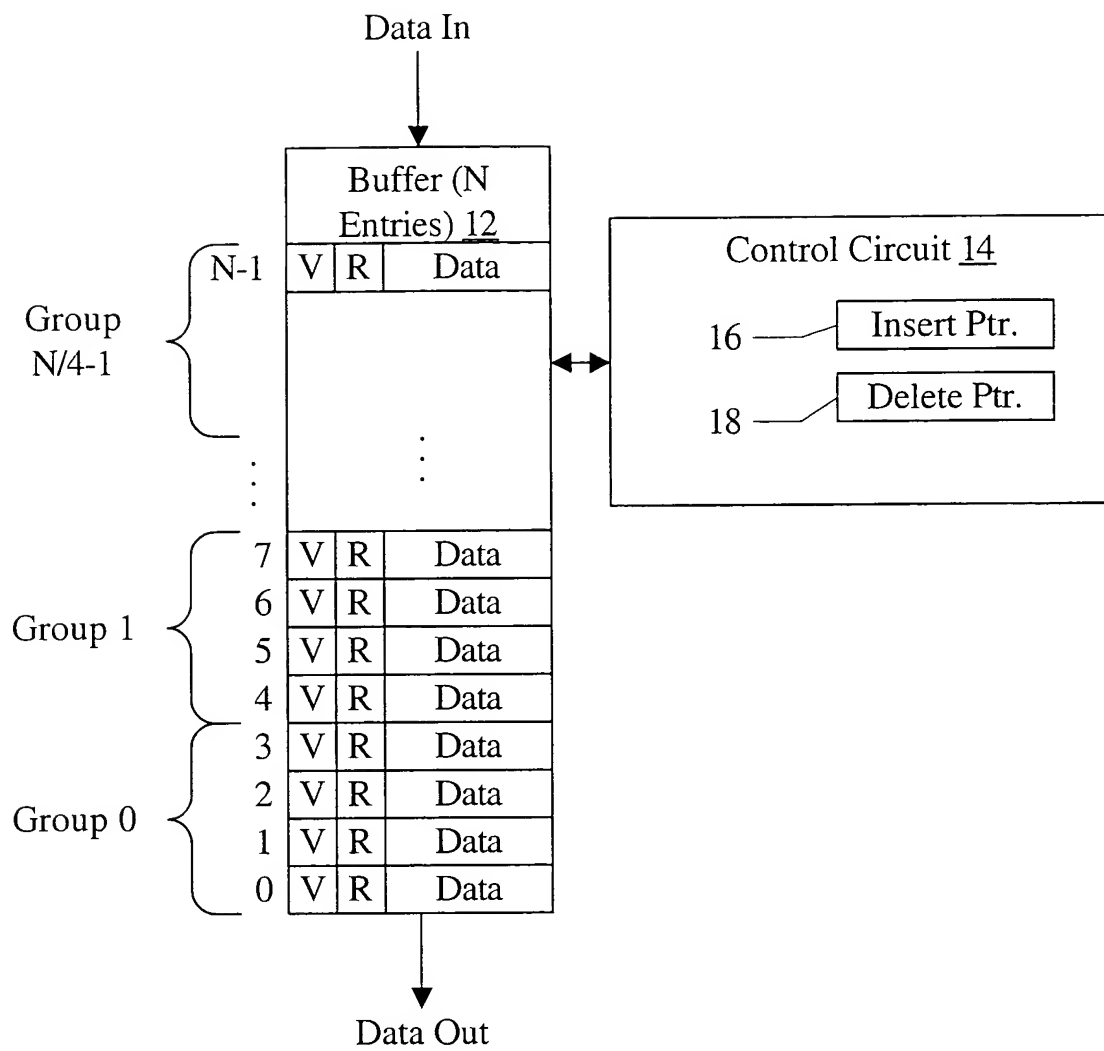 Data In
Buffer (N
Entries) 12
N-1 V R Data
Group
N/4-1
Control Circuit 14
16 Insert Ptr.
18 Delete Ptr.
7 V R Data
6 V R Data
Group 1
5 V R Data
4 V R Data
3 V R Data
2 V R Data
Group 0
1 V R Data
0 V R Data
Data Out